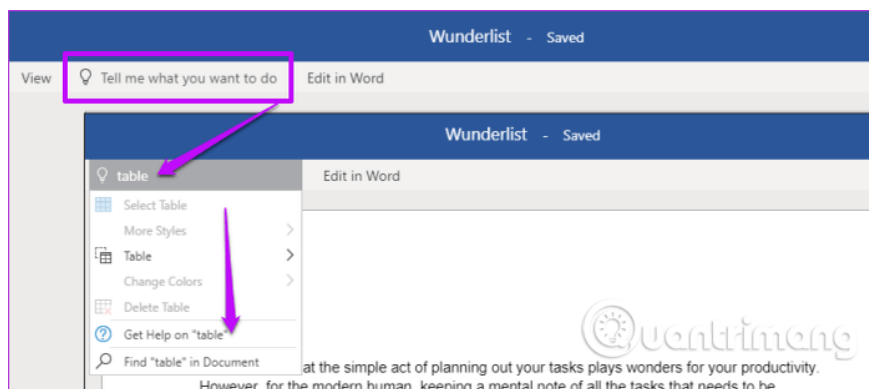 Wunderlist - Saved
View Tell me what you want to do Edit in Word
Wunderlist - Saved
table Edit in Word
Select Table
More Styles
Table
Change Colors
Delete Table
Get Help on "table"
Find "table" in Document
Quantrimang
at the simple act of planning out your tasks plays wonders for your productivity.
However, for the modern human, keeping a mental note of all the tasks that needs to be